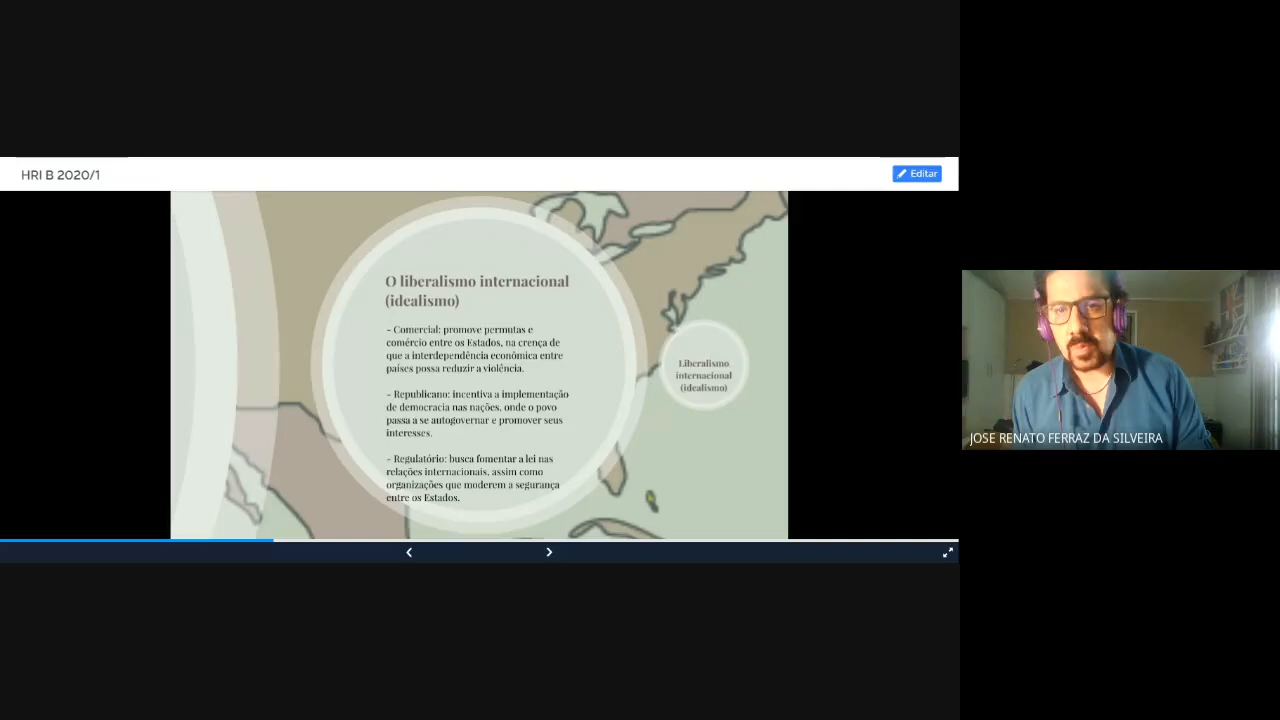 HRI B 2020/1
Editar
O liberalismo internacional
(idealismo)
- Comercial: promove permutas e
comércio entre os Estados, na crença de
que a interdependência econômica entre
países possa reduzir a violência.
- Republicano: incentiva a implementação
de democracia nas nações, onde o povo
passa a se autogovernar e promover seus
interesses.
- Regulatório: busca fomentar a lei nas
relações internacionais, assim como
organizações que moderem a segurança
entre os Estados.
Liberalismo
internacional
(idealismo)
JOSE RENATO FERRAZ DA SILVEIRA